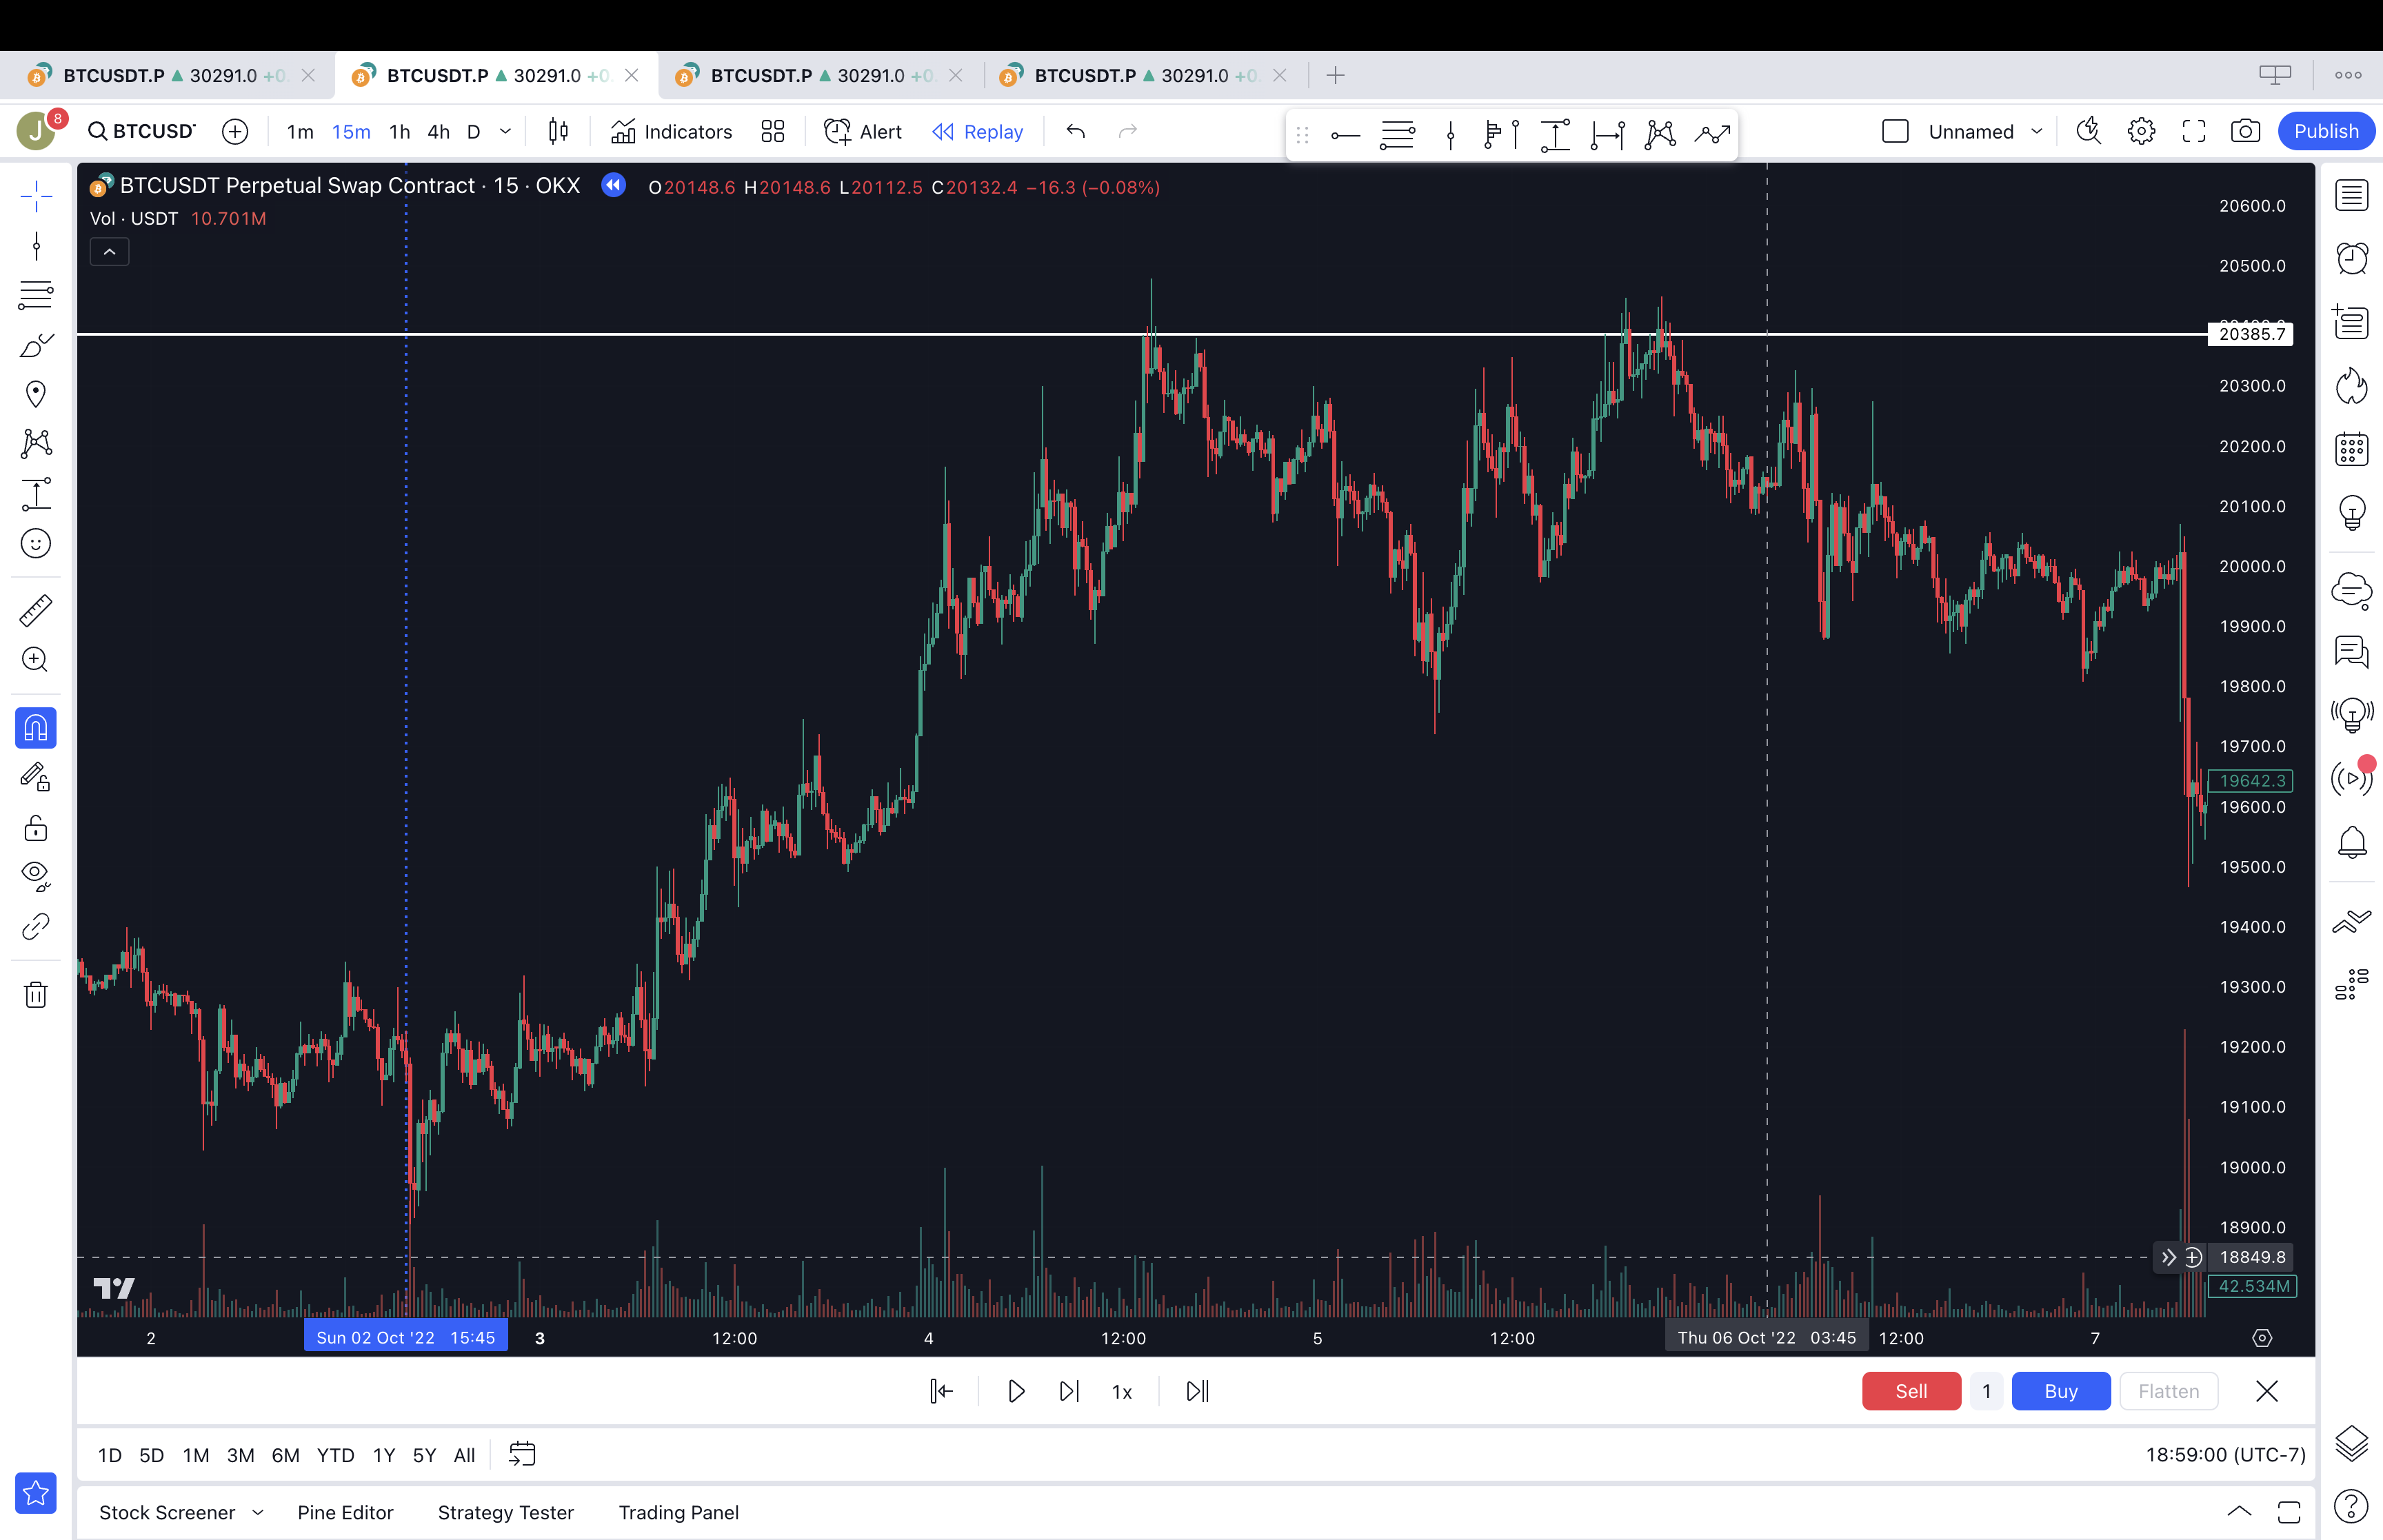 BTCUSDT.P ▲ 30291.0 +0. BTCUSDT.P ▲ 30291.0 +0. BTCUSDT.P ▲ 30291.0 +0. BTCUSDT.P ▲ 30291.0 +0.
J 8 BTCUSD 1m 15m 1h 4h D Indicators Alert Replay Unnamed Publish
BTCUSDT Perpetual Swap Contract · 15 · OKX O20148.6 H20148.6 L20112.5 C20132.4 −16.3 (−0.08%)
Vol · USDT 10.701M
20600.0
20500.0
20385.7
20300.0
20200.0
20100.0
20000.0
19900.0
19800.0
19700.0
19642.3
19600.0
19500.0
19400.0
19300.0
19200.0
19100.0
19000.0
18900.0
18849.8
42.534M
2 Sun 02 Oct '22 15:45 3 12:00 4 12:00 5 12:00 Thu 06 Oct '22 03:45 12:00 7
1x Sell 1 Buy Flatten
1D 5D 1M 3M 6M YTD 1Y 5Y All 18:59:00 (UTC-7)
Stock Screener Pine Editor Strategy Tester Trading Panel